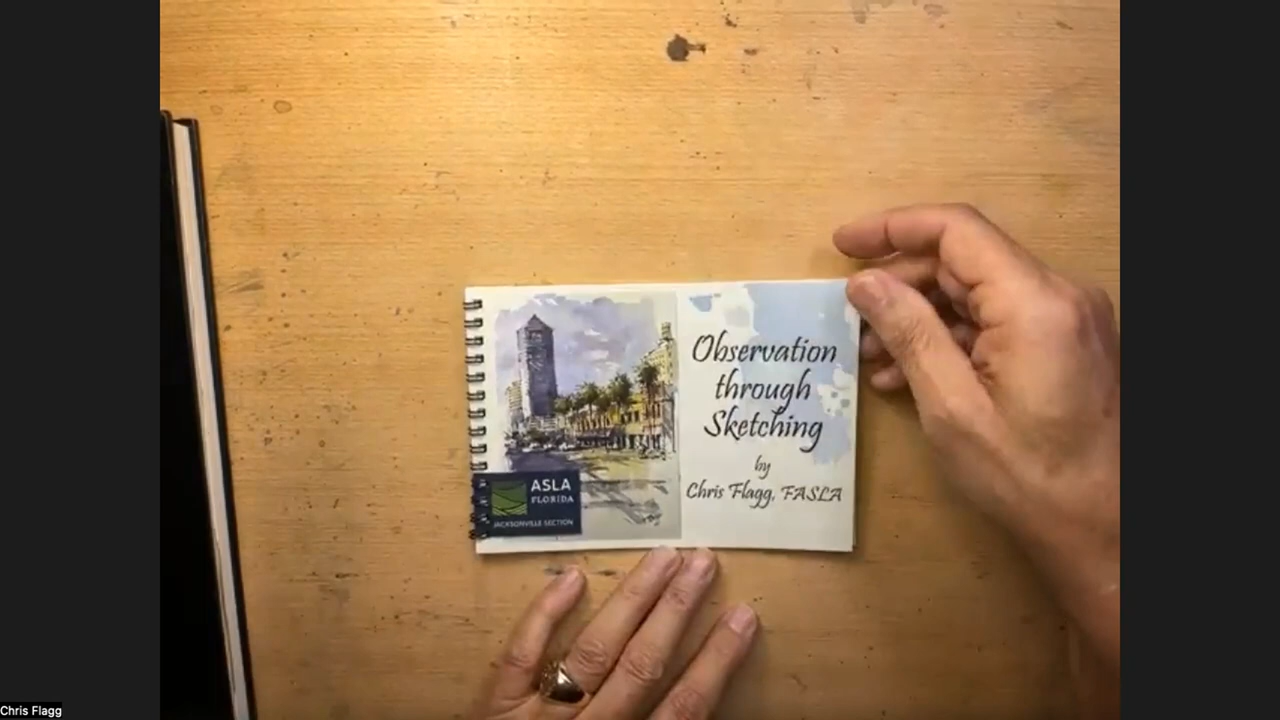 Observation
through
Sketching
by
Chris Flagg, FASLA
ASLA
FLORIDA
JACKSONVILLE SECTION
Chris Flagg